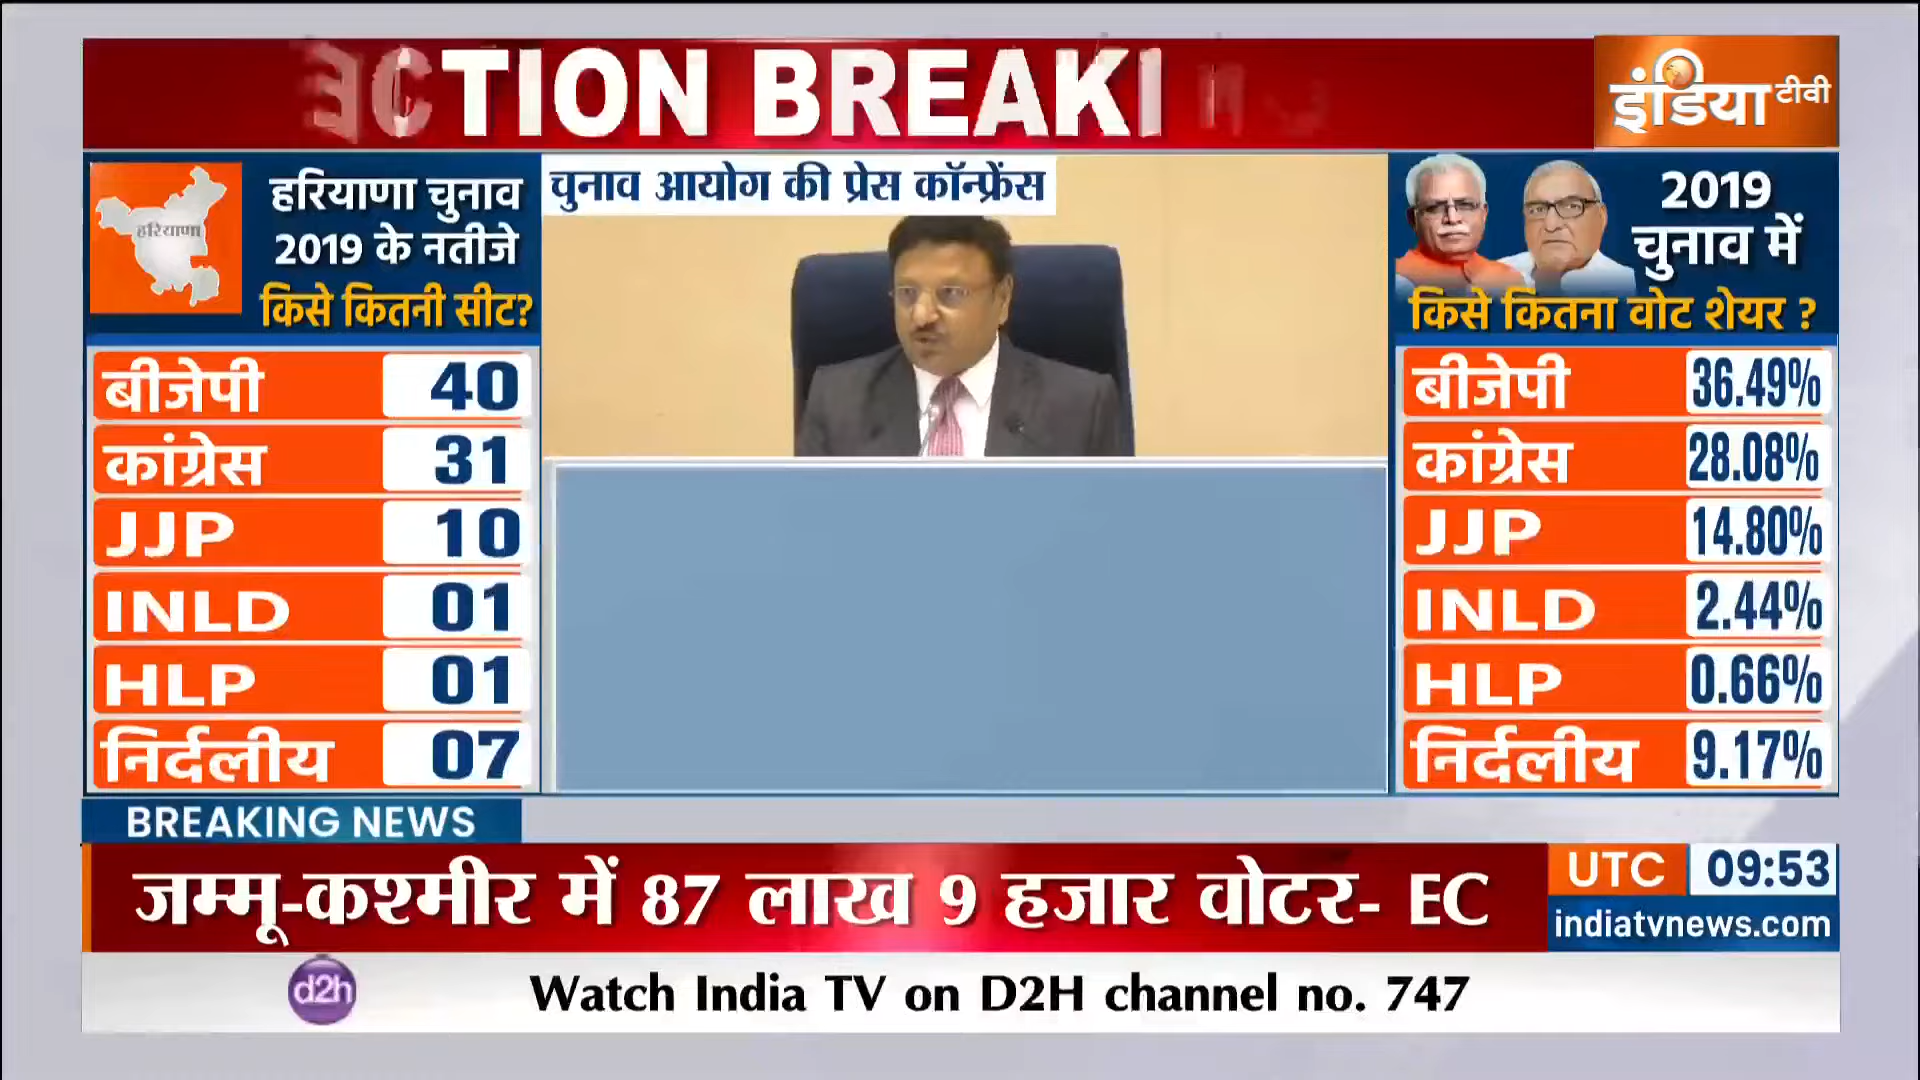 ECTION BREAKI
इंडिया टीवी
हरियाणा
हरियाणा चुनाव
2019 के नतीजे
किसे कितनी सीट?
बीजेपी 40
कांग्रेस 31
JJP 10
INLD 01
HLP 01
निर्दलीय 07
चुनाव आयोग की प्रेस कॉन्फ्रेंस
2019
चुनाव में
किसे कितना वोट शेयर ?
बीजेपी 36.49%
कांग्रेस 28.08%
JJP 14.80%
INLD 2.44%
HLP 0.66%
निर्दलीय 9.17%
BREAKING NEWS
जम्मू-कश्मीर में 87 लाख 9 हजार वोटर- EC
UTC 09:53
indiatvnews.com
d2h
Watch India TV on D2H channel no. 747